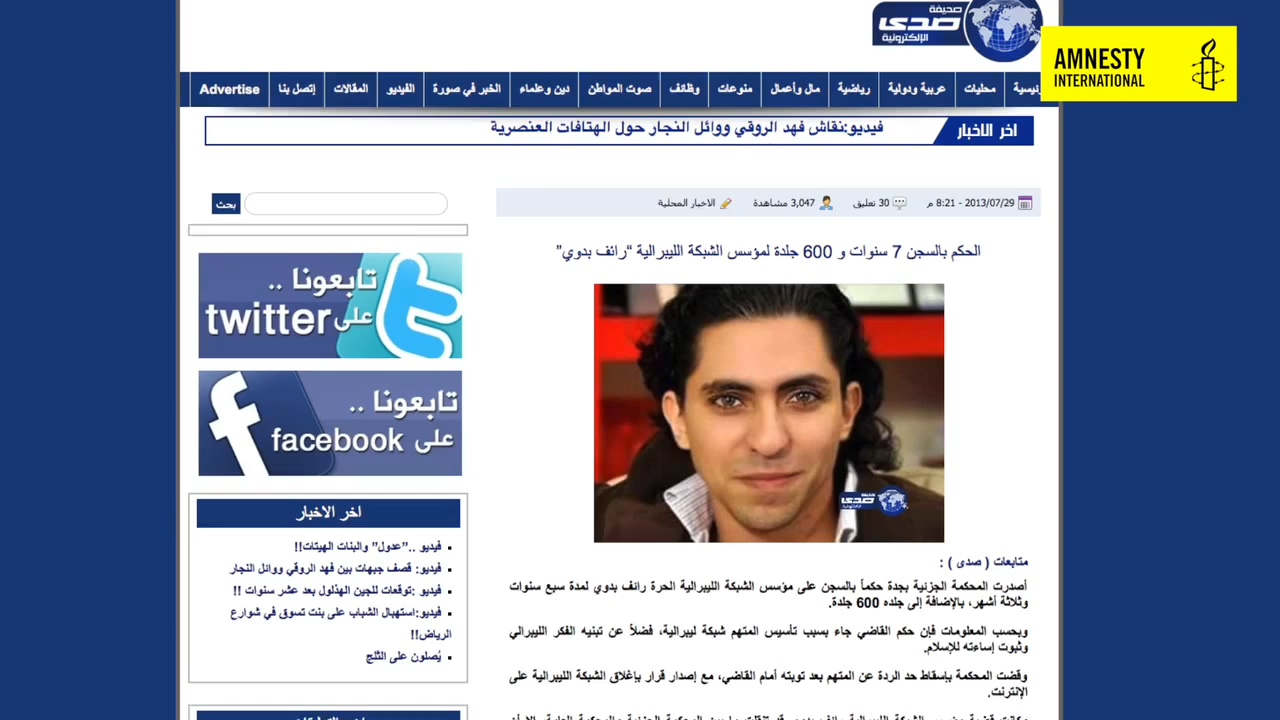 صحيفة
صدى
الإلكترونية
AMNESTY
INTERNATIONAL
محليات
عربية ودولية
رياضية
مال وأعمال
منوعات
وظائف
صوت المواطن
دين وعلماء
الخبر في صورة
الفيديو
المقالات
إتصل بنا
Advertise
اخر الاخبار
فيديو:نقاش فهد الروقي ووائل النجار حول الهتافات العنصرية
2013/07/29 - 8:21 م
30 تعليق
3,047 مشاهدة
الاخبار المحلية
الحكم بالسجن 7 سنوات و 600 جلدة لمؤسس الشبكة الليبرالية “رائف بدوي”
صحيفة
صدى
متابعات ( صدى ) :
أصدرت المحكمة الجزئية بجدة حكماً بالسجن على مؤسس الشبكة الليبرالية الحرة رائف بدوي لمدة سبع سنوات
وثلاثة أشهر، بالإضافة إلى جلده 600 جلدة.
وبحسب المعلومات فإن حكم القاضي جاء بسبب تأسيس المتهم شبكة ليبرالية، فضلاً عن تبنيه الفكر الليبرالي
وثبوت إساءته للإسلام.
وقضت المحكمة بإسقاط حد الردة عن المتهم بعد توبته أمام القاضي، مع إصدار قرار بإغلاق الشبكة الليبرالية على
الإنترنت.
بحث
تابعونا ..
على twitter
تابعونا ..
على facebook
اخر الاخبار
فيديو ..”عدول” والبنات الهيتات!!
فيديو: قصف جبهات بين فهد الروقي ووائل النجار
فيديو :توقعات للجين الهذلول بعد عشر سنوات !!
فيديو:استهبال الشباب على بنت تسوق في شوارع
الرياض!!
يُصلون على الثلج